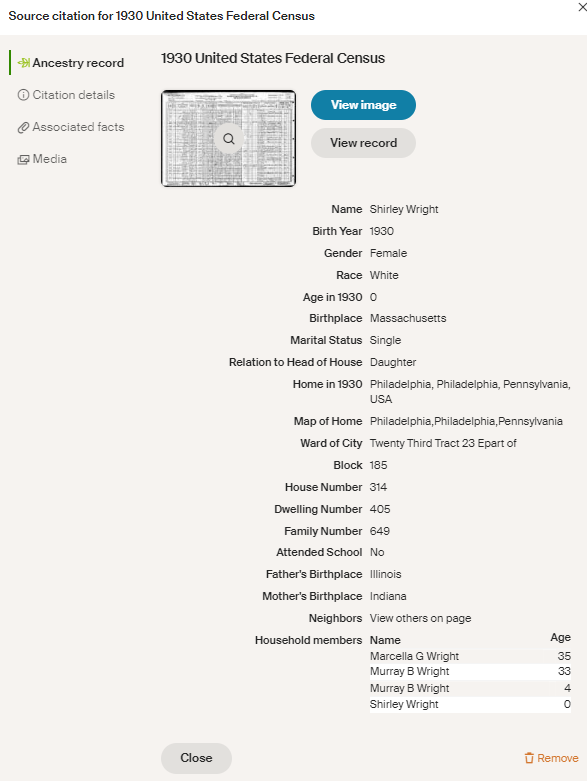 Source citation for 1930 United States Federal Census
Ancestry record
Citation details
Associated facts
Media
1930 United States Federal Census
View image
View record
Name Shirley Wright
Birth Year 1930
Gender Female
Race White
Age in 1930 0
Birthplace Massachusetts
Marital Status Single
Relation to Head of House Daughter
Home in 1930 Philadelphia, Philadelphia, Pennsylvania,
USA
Map of Home Philadelphia,Philadelphia,Pennsylvania
Ward of City Twenty Third Tract 23 Epart of
Block 185
House Number 314
Dwelling Number 405
Family Number 649
Attended School No
Father's Birthplace Illinois
Mother's Birthplace Indiana
Neighbors View others on page
Household members Name Age
Marcella G Wright 35
Murray B Wright 33
Murray B Wright 4
Shirley Wright 0
Close
Remove